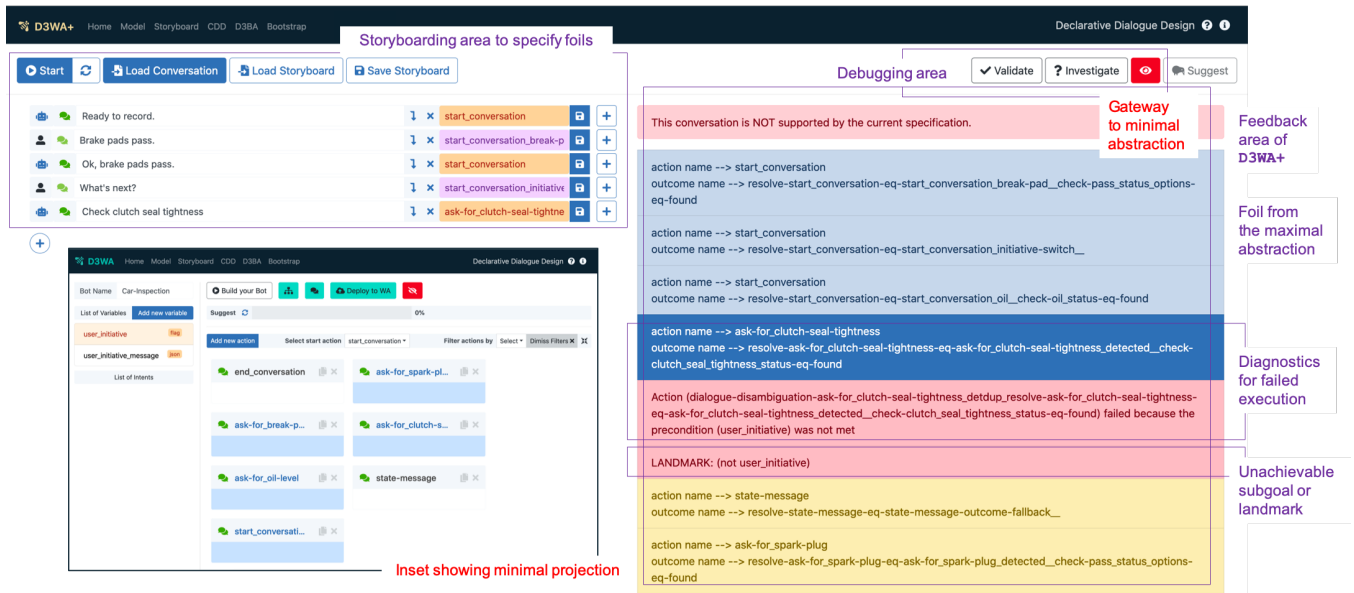 D3WA+ Home Model Storyboard CDD D3BA Bootstrap
Declarative Dialogue Design
Storyboarding area to specify foils
Start
Load Conversation
Load Storyboard
Save Storyboard
Debugging area
Validate
? Investigate
Suggest
Ready to record.
start_conversation
Brake pads pass.
start_conversation_break-p
Ok, brake pads pass.
start_conversation
What's next?
start_conversation_initiative
Check clutch seal tightness
ask-for_clutch-seal-tightne
Gateway
to minimal
abstraction
This conversation is NOT supported by the current specification.
Feedback
area of
D3WA+
action name --> start_conversation
outcome name --> resolve-start_conversation-eq-start_conversation_break-pad__check-pass_status_options-
eq-found
action name --> start_conversation
outcome name --> resolve-start_conversation-eq-start_conversation_initiative-switch__
action name --> start_conversation
outcome name --> resolve-start_conversation-eq-start_conversation_oil__check-oil_status-eq-found
Foil from
the maximal
abstraction
action name --> ask-for_clutch-seal-tightness
outcome name --> resolve-ask-for_clutch-seal-tightness-eq-ask-for_clutch-seal-tightness_detected__check-
clutch_seal_tightness_status-eq-found
Action (dialogue-disambiguation-ask-for_clutch-seal-tightness_detdup_resolve-ask-for_clutch-seal-tightness-
eq-ask-for_clutch-seal-tightness_detected__check-clutch_seal_tightness_status-eq-found) failed because the
precondition (user_initiative) was not met
Diagnostics
for failed
execution
LANDMARK: (not user_initiative)
Unachievable
subgoal or
landmark
action name --> state-message
outcome name --> resolve-state-message-eq-state-message-outcome-fallback__
action name --> ask-for_spark-plug
outcome name --> resolve-ask-for_spark-plug-eq-ask-for_spark-plug_detected__check-pass_status_options-
eq-found
D3WA Home Model Storyboard CDD D3BA Bootstrap
Declarative Dialogue Design
Bot Name Car-Inspection
Build your Bot
Deploy to WA
List of Variables
Add new variable
Suggest
0%
user_initiative
flag
user_initiative_message
json
List of Intents
Add new action
Select start action
start_conversation
Filter actions by
Select
Dimiss Filters
end_conversation
ask-for_spark-pl...
ask-for_break-p...
ask-for_clutch-s...
ask-for_oil-level
state-message
start_conversati...
Inset showing minimal projection